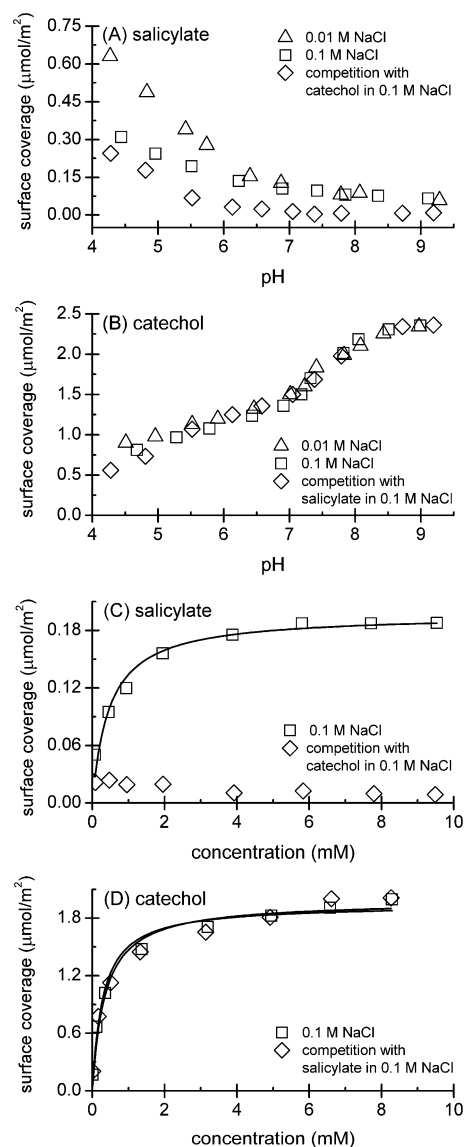 (A) salicylate
0.01 M NaCl
0.1 M NaCl
competition with
catechol in 0.1 M NaCl
surface coverage (μmol/m²)
0.75
0.60
0.45
0.30
0.15
0.00
4 5 6 7 8 9
pH
(B) catechol
0.01 M NaCl
0.1 M NaCl
competition with
salicylate in 0.1 M NaCl
surface coverage (μmol/m²)
2.5
2.0
1.5
1.0
0.5
0.0
4 5 6 7 8 9
pH
(C) salicylate
0.1 M NaCl
competition with
catechol in 0.1 M NaCl
surface coverage (μmol/m²)
0.18
0.12
0.06
0.00
0 2 4 6 8 10
concentration (mM)
(D) catechol
0.1 M NaCl
competition with
salicylate in 0.1 M NaCl
surface coverage (μmol/m²)
1.8
1.2
0.6
0.0
0 2 4 6 8 10
concentration (mM)